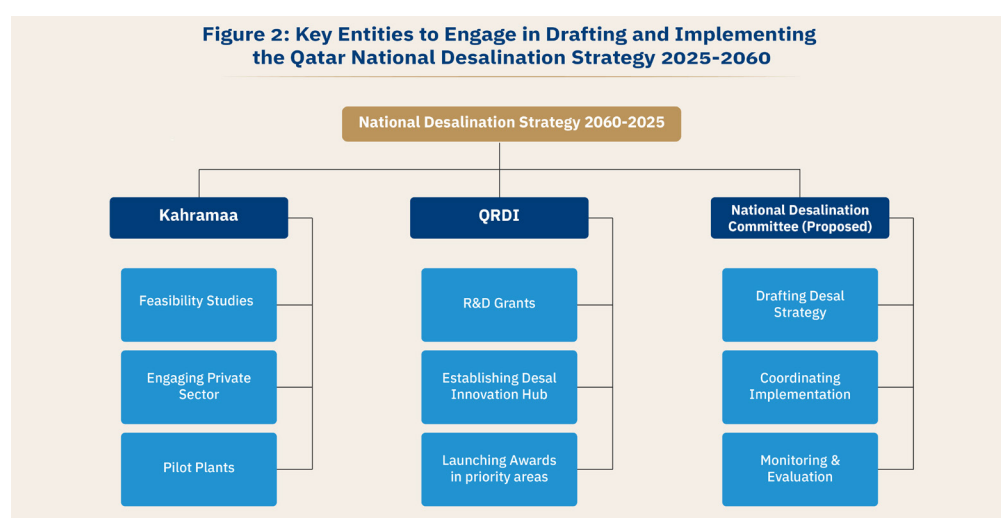 Figure 2: Key Entities to Engage in Drafting and Implementing
the Qatar National Desalination Strategy 2025-2060
National Desalination Strategy 2060-2025
Kahramaa
Feasibility Studies
Engaging Private
Sector
Pilot Plants
QRDI
R&D Grants
Establishing Desal
Innovation Hub
Launching Awards
in priority areas
National Desalination
Committee (Proposed)
Drafting Desal
Strategy
Coordinating
Implementation
Monitoring &
Evaluation